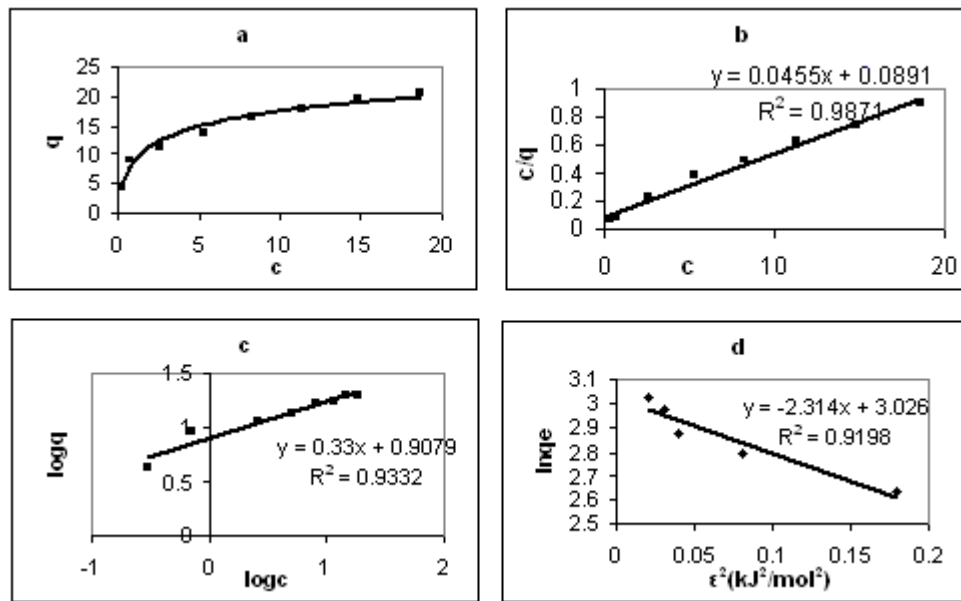 a
25
20
15
10
5
0
q
0 5 10 15 20
c
b
y = 0.0455x + 0.0891
R² = 0.9871
1
0.8
0.6
0.4
0.2
0
c/q
0 10 20
c
c
1.5
1
0.5
0
logq
y = 0.33x + 0.9079
R² = 0.9332
-1 0 1 2
logc
d
3.1
3
2.9
2.8
2.7
2.6
2.5
lnqe
y = -2.314x + 3.026
R² = 0.9198
0 0.05 0.1 0.15 0.2
ε²(kJ²/mol²)